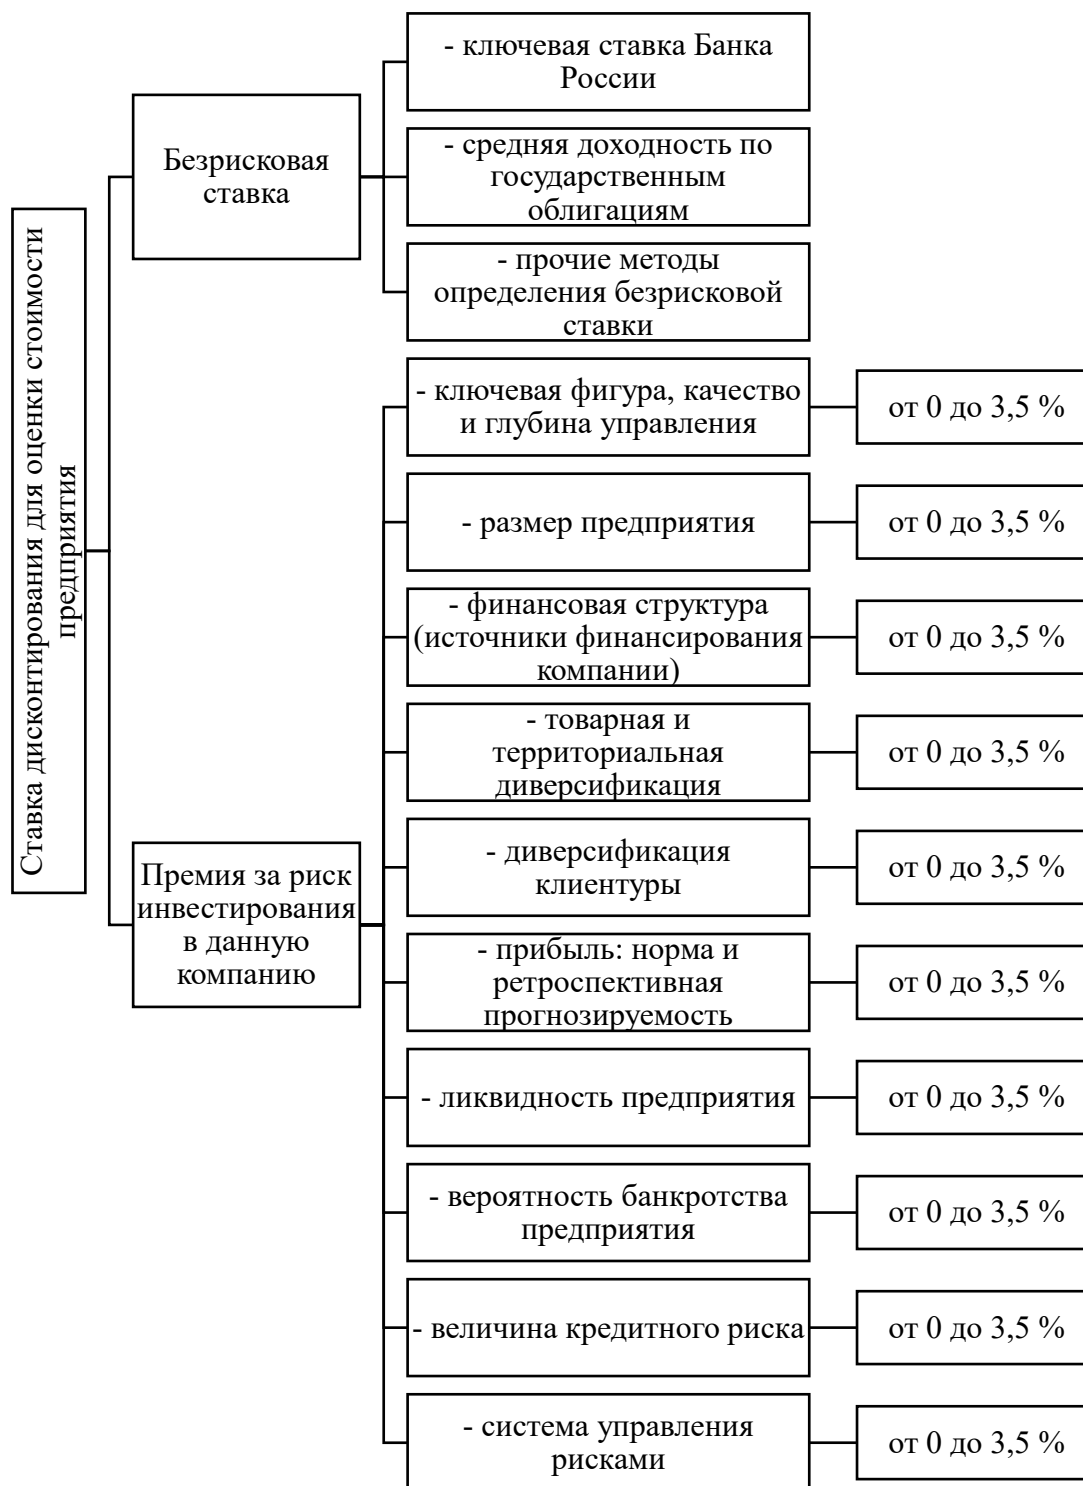 Ставка дисконтирования для оценки стоимости
предприятия
Безрисковая
ставка
- ключевая ставка Банка
России
- средняя доходность по
государственным
облигациям
- прочие методы
определения безрисковой
ставки
Премия за риск
инвестирования
в данную
компанию
- ключевая фигура, качество
и глубина управления
от 0 до 3,5 %
- размер предприятия
от 0 до 3,5 %
- финансовая структура
(источники финансирования
компании)
от 0 до 3,5 %
- товарная и
территориальная
диверсификация
от 0 до 3,5 %
- диверсификация
клиентуры
от 0 до 3,5 %
- прибыль: норма и
ретроспективная
прогнозируемость
от 0 до 3,5 %
- ликвидность предприятия
от 0 до 3,5 %
- вероятность банкротства
предприятия
от 0 до 3,5 %
- величина кредитного риска
от 0 до 3,5 %
- система управления
рисками
от 0 до 3,5 %